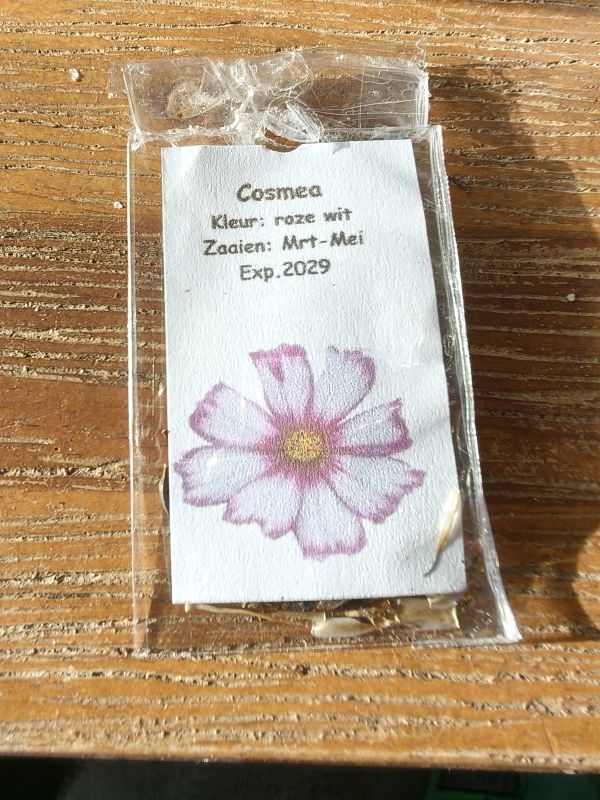 Cosmea
Kleur: roze wit
Zaaien: Mrt-Mei
Exp.2029